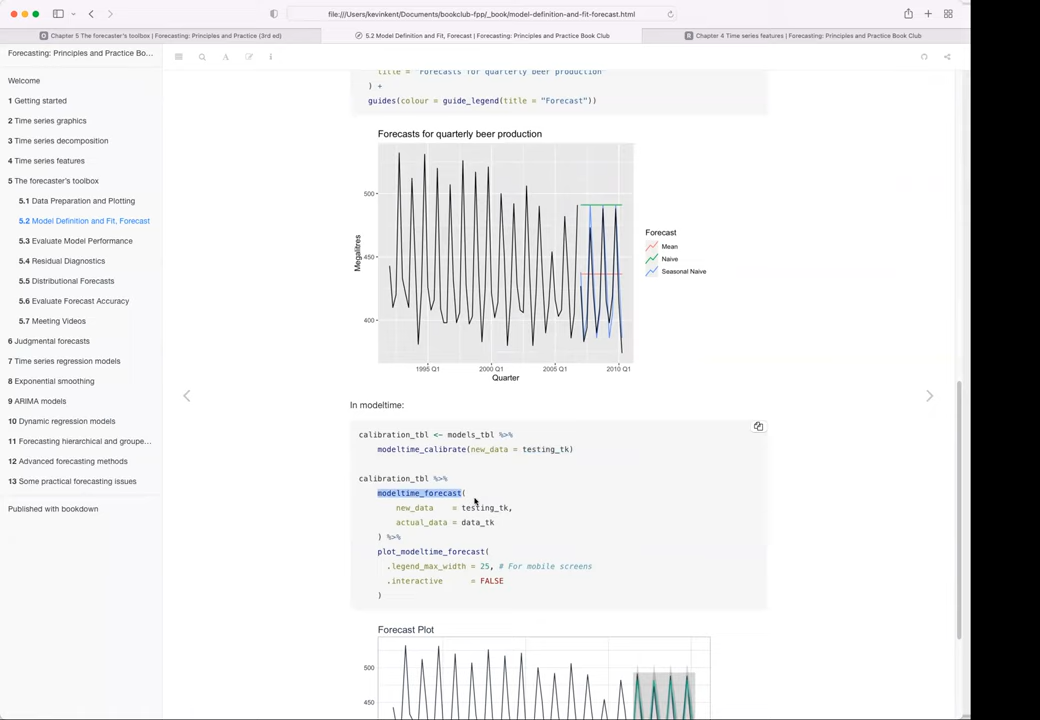 file:///Users/kevinkent/Documents/bookclub-fpp/_book/model-definition-and-fit-forecast.html
Chapter 5 The forecaster's toolbox | Forecasting: Principles and Practice (3rd ed)
5.2 Model Definition and Fit, Forecast | Forecasting: Principles and Practice Book Club
Chapter 4 Time series features | Forecasting: Principles and Practice Book Club
Forecasting: Principles and Practice Bo...
Welcome
1 Getting started
2 Time series graphics
3 Time series decomposition
4 Time series features
5 The forecaster's toolbox
5.1 Data Preparation and Plotting
5.2 Model Definition and Fit, Forecast
5.3 Evaluate Model Performance
5.4 Residual Diagnostics
5.5 Distributional Forecasts
5.6 Evaluate Forecast Accuracy
5.7 Meeting Videos
6 Judgmental forecasts
7 Time series regression models
8 Exponential smoothing
9 ARIMA models
10 Dynamic regression models
11 Forecasting hierarchical and groupe...
12 Advanced forecasting methods
13 Some practical forecasting issues
Published with bookdown
title = "Forecasts for quarterly beer production"
) +
guides(colour = guide_legend(title = "Forecast"))
Forecasts for quarterly beer production
500
450
400
Megalitres
1995 Q1
2000 Q1
2005 Q1
2010 Q1
Quarter
Forecast
Mean
Naive
Seasonal Naive
In modeltime:
calibration_tbl <- models_tbl %>%
modeltime_calibrate(new_data = testing_tk)
calibration_tbl %>%
modeltime_forecast(
new_data = testing_tk,
actual_data = data_tk
) %>%
plot_modeltime_forecast(
.legend_max_width = 25, # For mobile screens
.interactive = FALSE
)
Forecast Plot
500
450